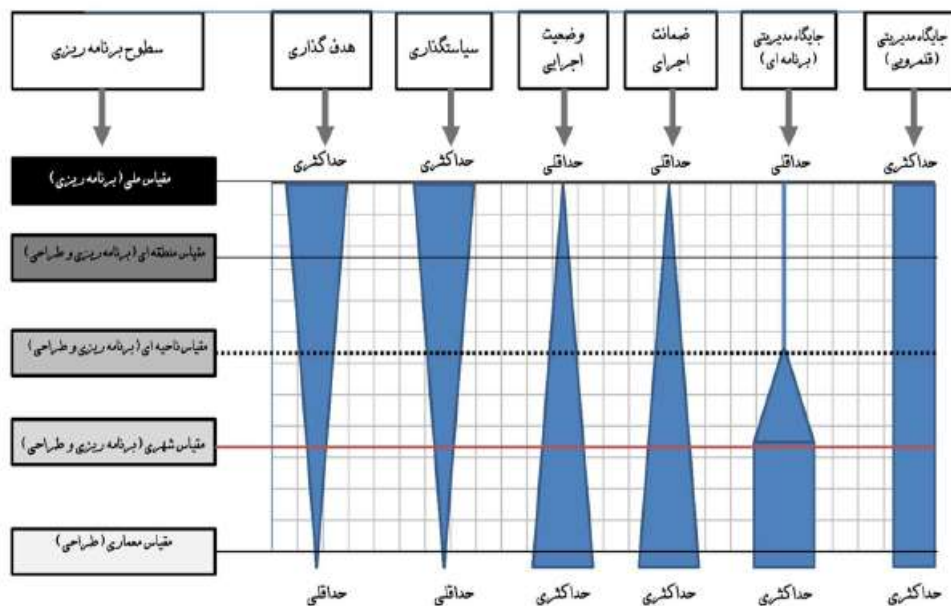 جایگاه مدیریتی
(قلمرویی)
جایگاه مدیریتی
(برنامه ای)
ضمانت
اجرای
وضعیت
اجرایی
سیاستگذاری
هدف گذاری
سطوح برنامه ریزی
حداکثری
حداقلی
حداقلی
حداقلی
حداکثری
حداکثری
مقیاس ملی (برنامه ریزی)
مقیاس منطقه ای (برنامه ریزی و طراحی)
مقیاس ناحیه ای (برنامه ریزی و طراحی)
مقیاس شهری (برنامه ریزی و طراحی)
مقیاس معماری (طراحی)
حداکثری
حداکثری
حداکثری
حداکثری
حداقلی
حداقلی